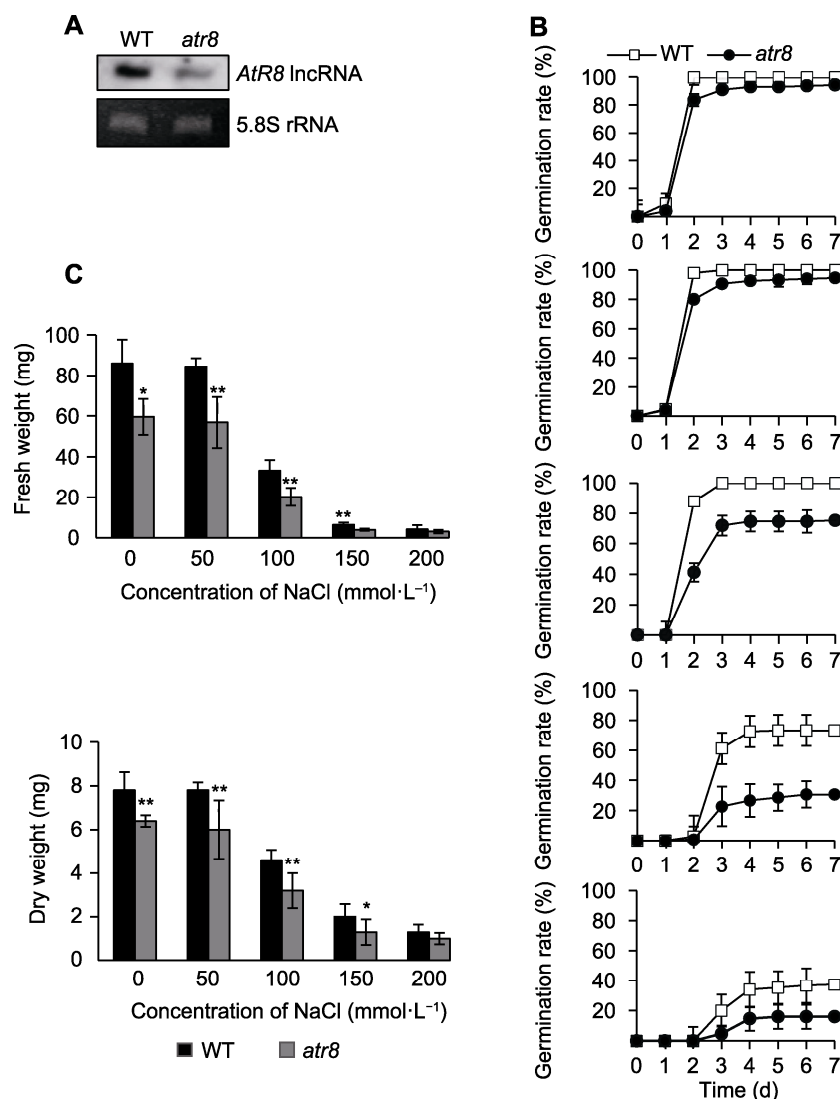 A
WT atr8
AtR8 lncRNA
5.8S rRNA
B
WT atr8
Germination rate (%)
100
80
60
40
20
0 1 2 3 4 5 6 7
Germination rate (%)
100
80
60
40
20
0 1 2 3 4 5 6 7
Germination rate (%)
100
80
60
40
20
0 1 2 3 4 5 6 7
Germination rate (%)
100
80
60
40
20
0 1 2 3 4 5 6 7
Germination rate (%)
100
80
60
40
20
0 1 2 3 4 5 6 7
Time (d)
C
Fresh weight (mg)
100
80
60
40
20
0
* ** ** **
0 50 100 150 200
Concentration of NaCl (mmol·L⁻¹)
Dry weight (mg)
10
8
6
4
2
0
** ** ** *
0 50 100 150 200
Concentration of NaCl (mmol·L⁻¹)
WT atr8